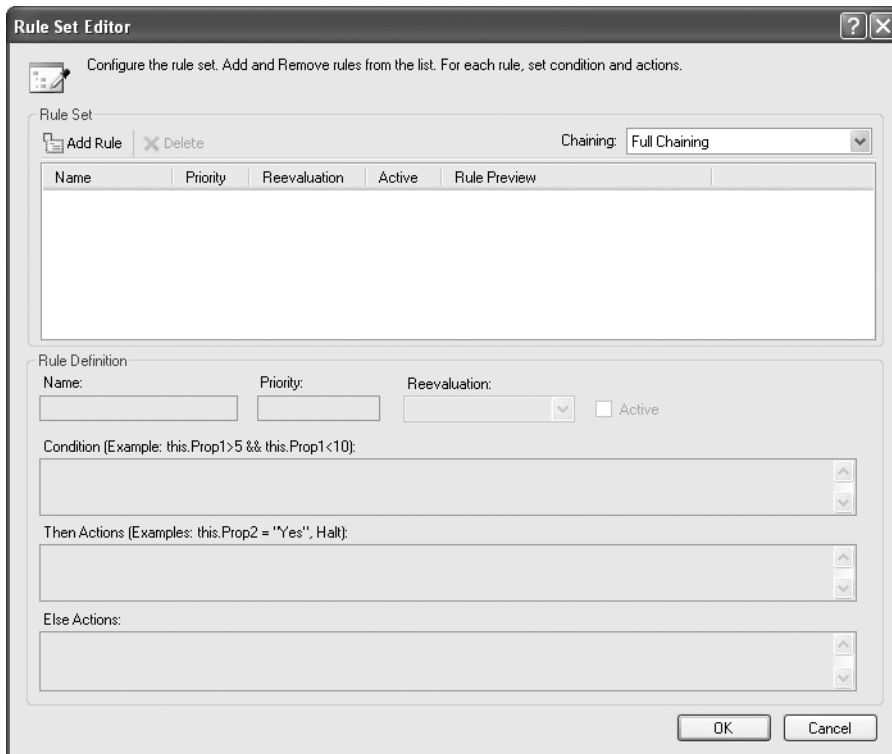 Rule Set Editor
Configure the rule set. Add and Remove rules from the list. For each rule, set condition and actions.
Rule Set
Add Rule Delete Chaining: Full Chaining
Name Priority Reevaluation Active Rule Preview
Rule Definition
Name: Priority: Reevaluation:
Active
Condition (Example: this.Prop1>5 && this.Prop1<10):
Then Actions (Examples: this.Prop2 = "Yes", Halt):
Else Actions:
OK Cancel